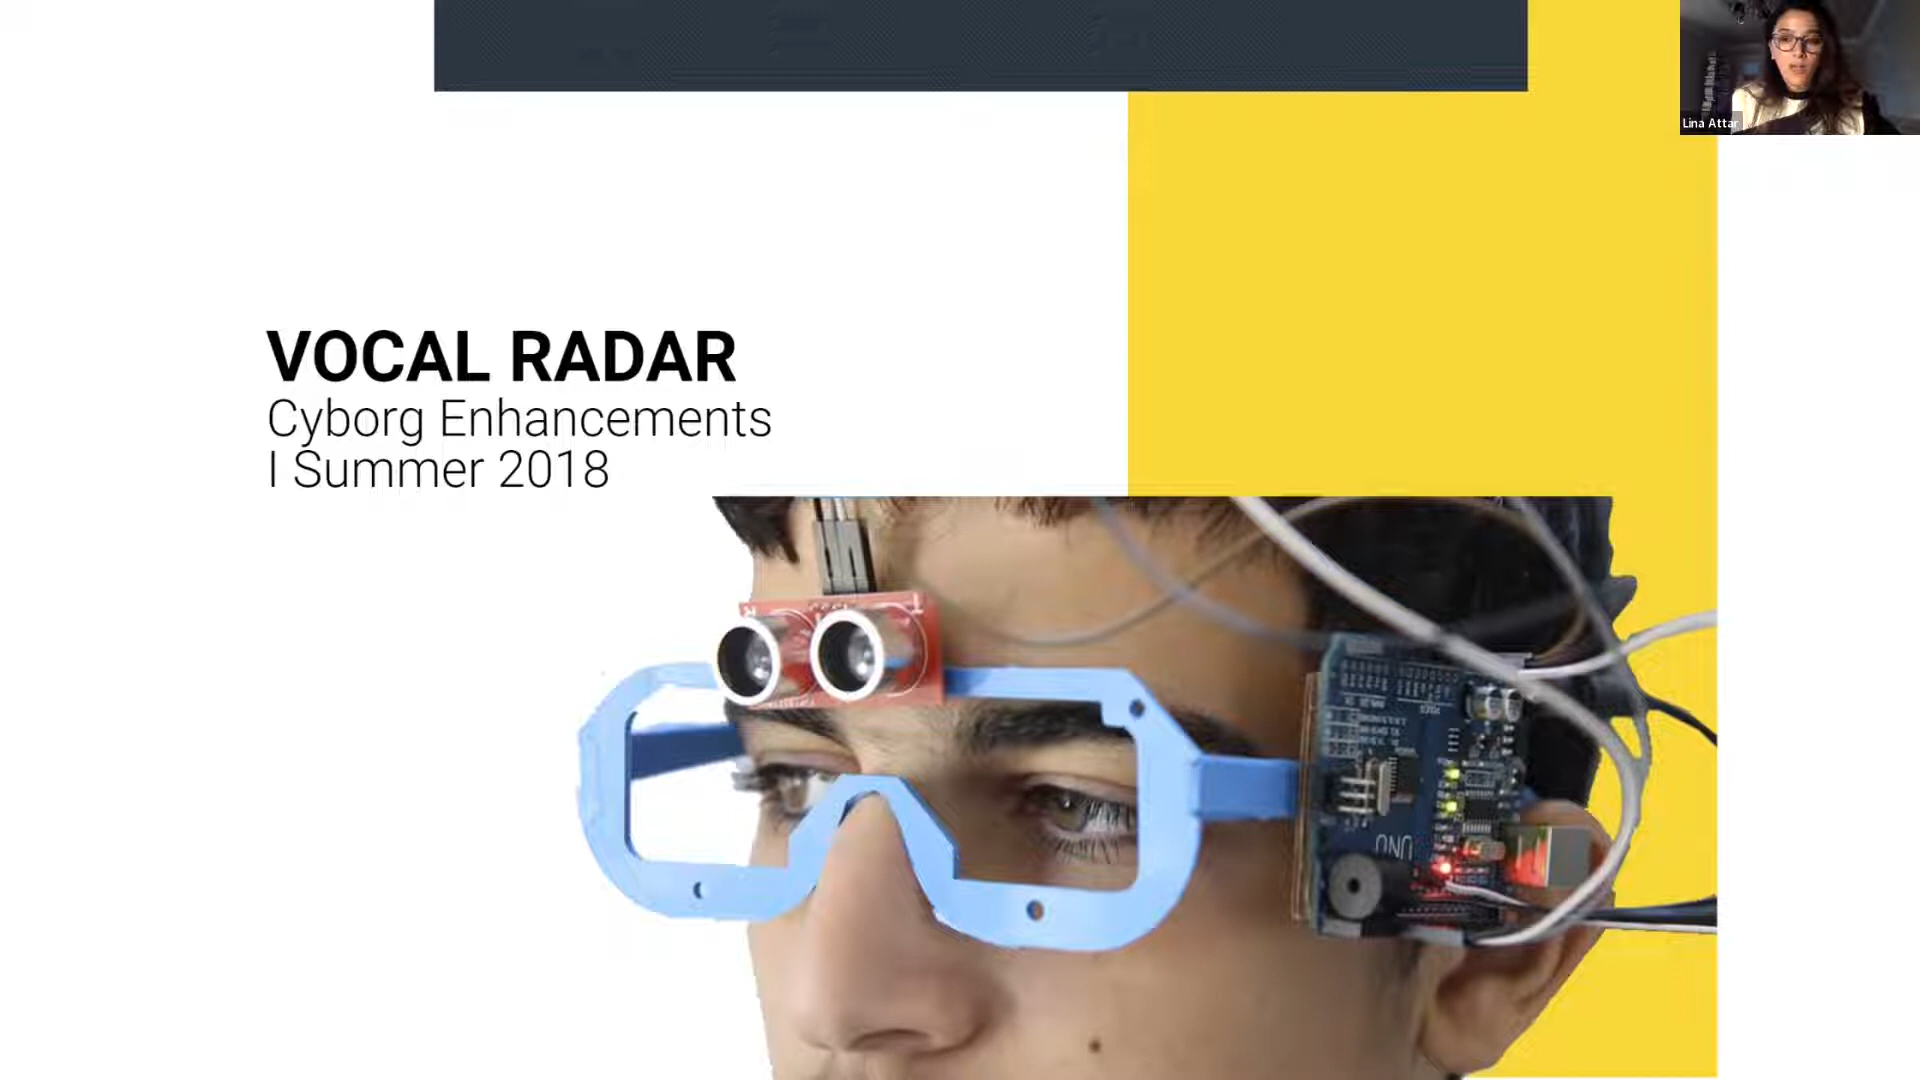 VOCAL RADAR
Cyborg Enhancements
I Summer 2018
Lina Attar
UNO